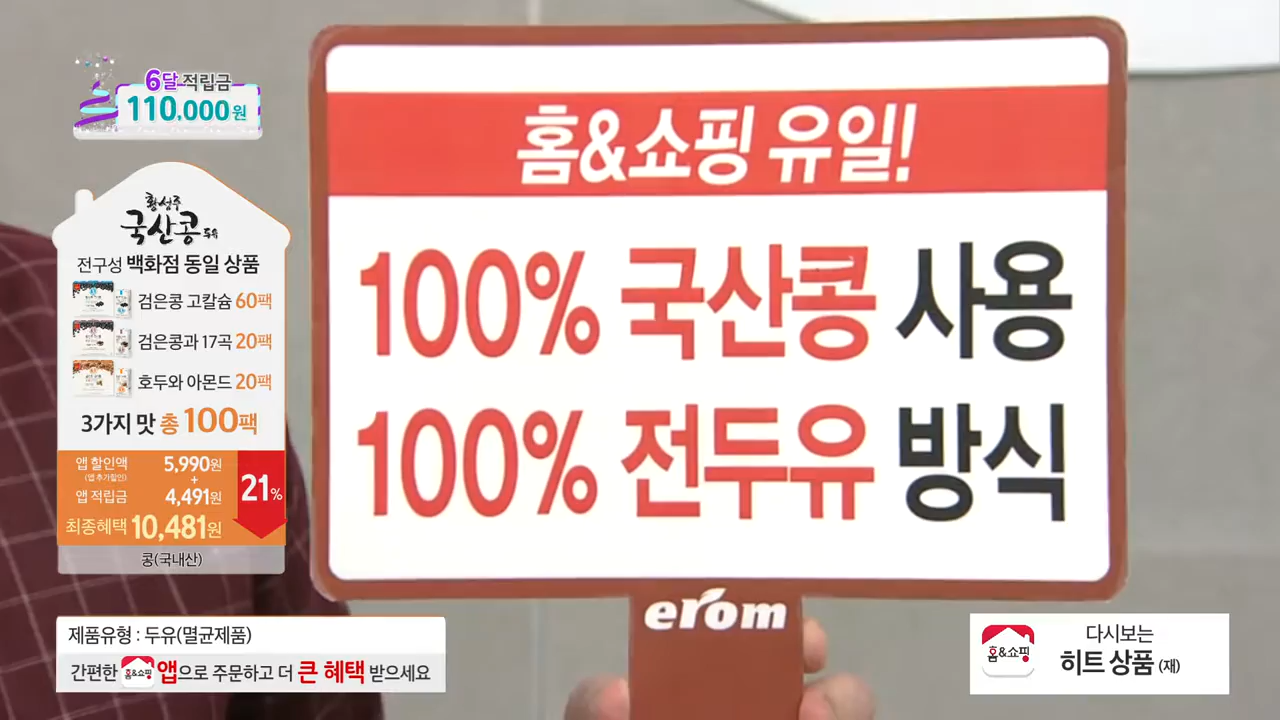 6달 적립금
110,000원
황성주
국산콩 두유
전구성 백화점 동일 상품
검은콩 고칼슘 60팩
검은콩과 17곡 20팩
호두와 아몬드 20팩
3가지 맛 총 100팩
앱 할인액 5,990원
(앱 추가할인)
+
앱 적립금 4,491원
21%
최종혜택 10,481원
콩(국내산)
홈&쇼핑 유일!
100% 국산콩 사용
100% 전두유 방식
erom
제품유형 : 두유(멸균제품)
간편한 홈&쇼핑 앱으로 주문하고 더 큰 혜택 받으세요
홈&쇼핑
다시보는
히트 상품 (재)